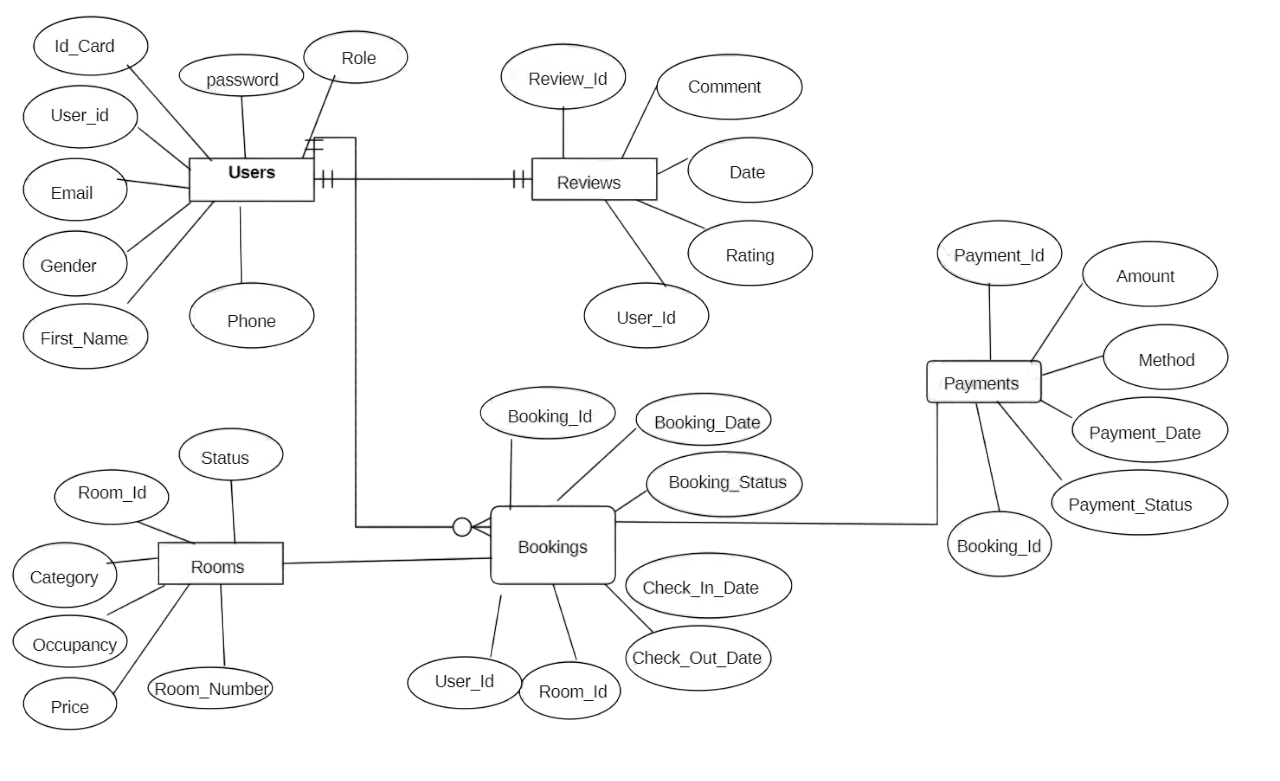 Id_Card
password
Role
User_id
Email
Gender
First_Name
Phone
Users
Review_Id
Comment
Date
Rating
User_Id
Reviews
Payment_Id
Amount
Method
Payment_Date
Payment_Status
Booking_Id
Payments
Booking_Id
Booking_Date
Booking_Status
Bookings
Check_In_Date
Check_Out_Date
User_Id
Room_Id
Status
Room_Id
Category
Rooms
Occupancy
Price
Room_Number